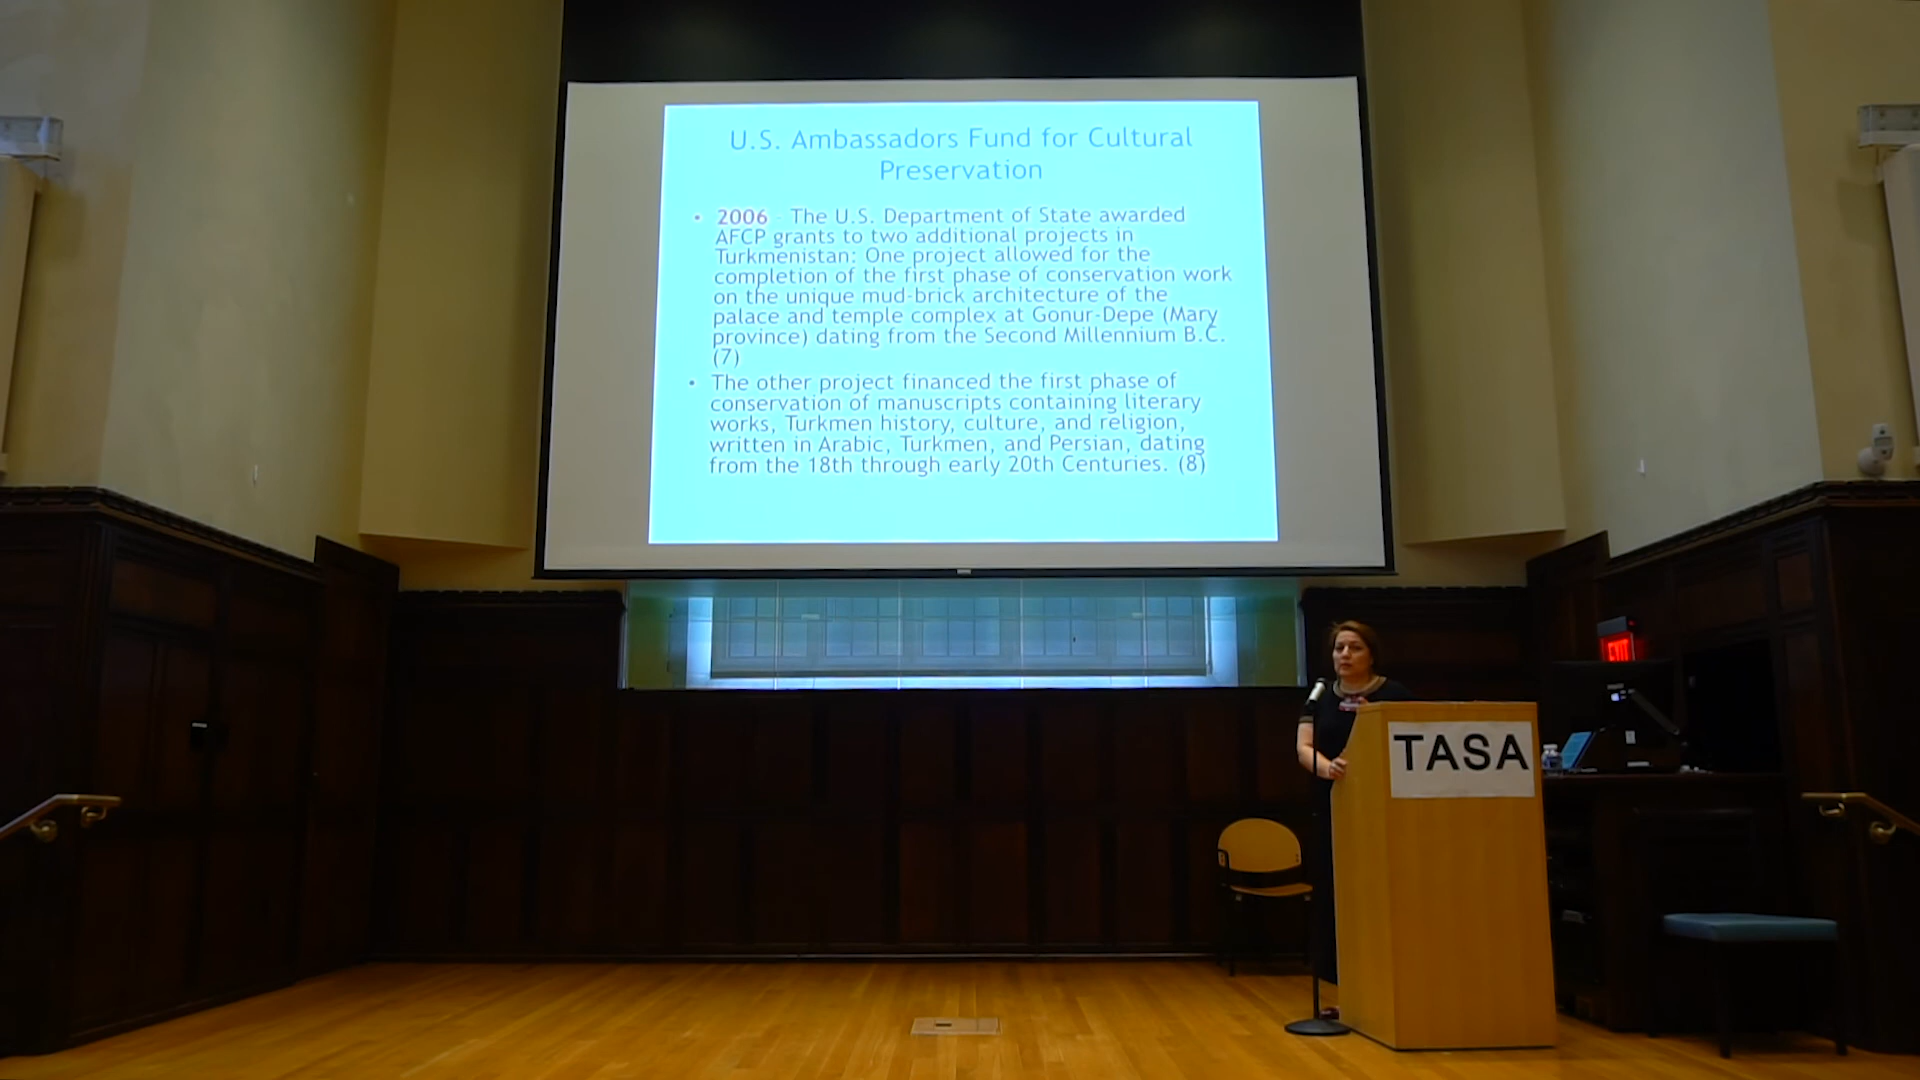 U.S. Ambassadors Fund for Cultural
Preservation
• 2006 - The U.S. Department of State awarded
AFCP grants to two additional projects in
Turkmenistan: One project allowed for the
completion of the first phase of conservation work
on the unique mud-brick architecture of the
palace and temple complex at Gonur-Depe (Mary
province) dating from the Second Millennium B.C.
(7)
• The other project financed the first phase of
conservation of manuscripts containing literary
works, Turkmen history, culture, and religion,
written in Arabic, Turkmen, and Persian, dating
from the 18th through early 20th Centuries. (8)
EXIT
TASA